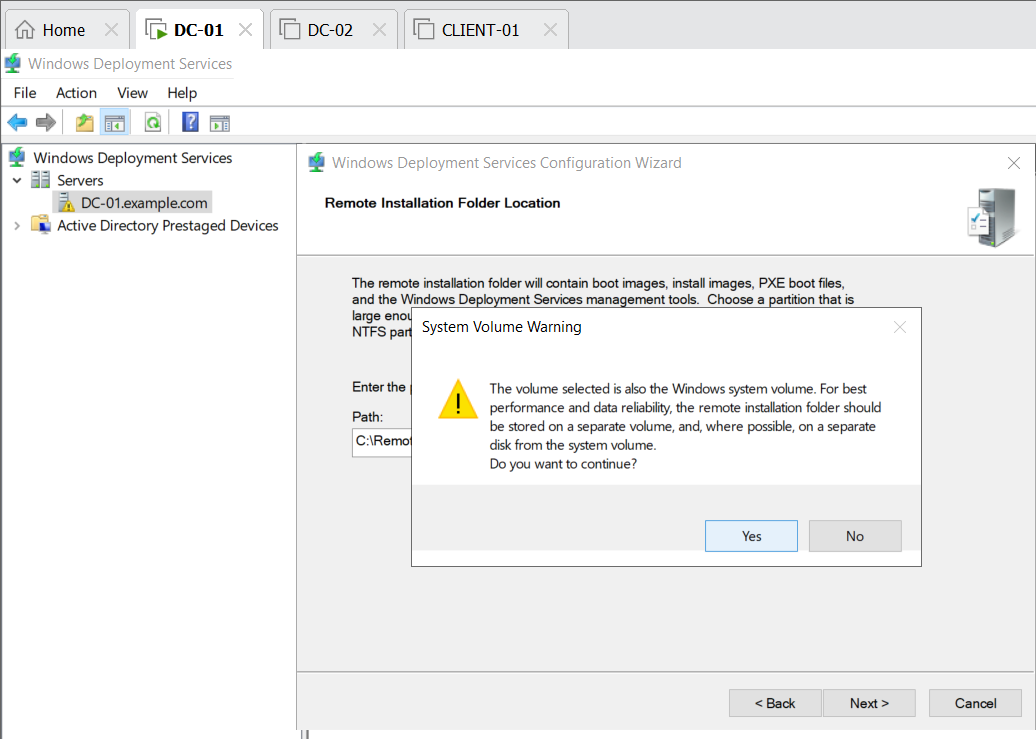 Home
DC-01
DC-02
CLIENT-01
Windows Deployment Services
File Action View Help
Windows Deployment Services
Servers
DC-01.example.com
Active Directory Prestaged Devices
Windows Deployment Services Configuration Wizard
Remote Installation Folder Location
The remote installation folder will contain boot images, install images, PXE boot files,
and the Windows Deployment Services management tools. Choose a partition that is
large
NTFS
Enter the
Path:
System Volume Warning
The volume selected is also the Windows system volume. For best
performance and data reliability, the remote installation folder should
be stored on a separate volume, and, where possible, on a separate
disk from the system volume.
Do you want to continue?
Yes
No
< Back
Next >
Cancel